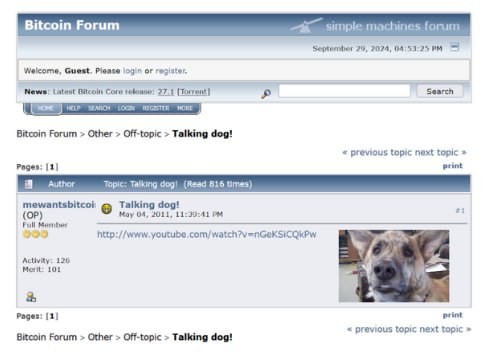 Bitcoin Forum
simple machines forum
September 29, 2024, 04:53:25 PM
Welcome, Guest. Please login or register.
News: Latest Bitcoin Core release: 27.1 [Torrent]
Search
HOME HELP SEARCH LOGIN REGISTER MORE
Bitcoin Forum > Other > Off-topic > Talking dog!
« previous topic next topic »
Pages: [1]
print
Author Topic: Talking dog! (Read 816 times)
mewantsbitcoi
(OP)
Full Member
Activity: 126
Merit: 101
Talking dog!
May 04, 2011, 11:39:41 PM
#1
http://www.youtube.com/watch?v=nGeKSiCQkPw
Pages: [1]
print
« previous topic next topic »
Bitcoin Forum > Other > Off-topic > Talking dog!